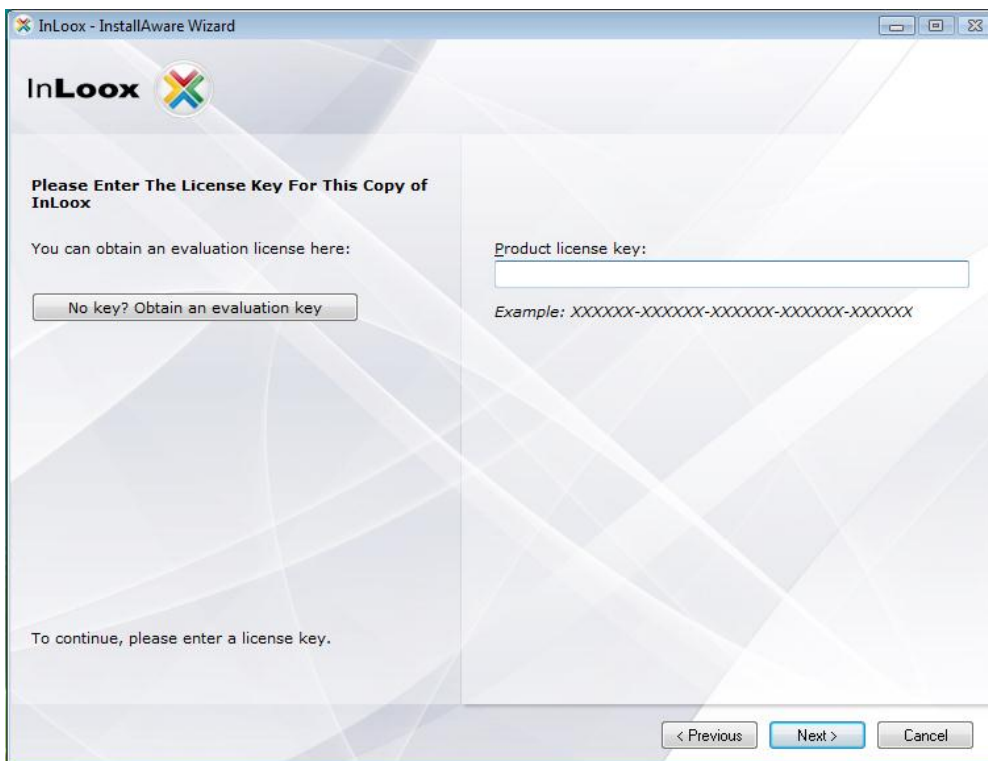 InLoox - InstallAware Wizard
InLoox
Please Enter The License Key For This Copy of
InLoox
You can obtain an evaluation license here:
No key? Obtain an evaluation key
Product license key:
Example: XXXXXX-XXXXXX-XXXXXX-XXXXXX-XXXXXX
To continue, please enter a license key.
< Previous
Next >
Cancel